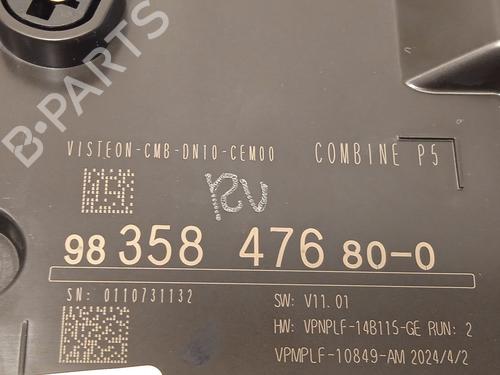 B-PARTS
VISTEON-CMB-DN10-CEM00 COMBINE P5
98 358 476 80-0
SN: 0110731132
SW: V11.01
HW: VPNPLF-14B115-GE RUN: 2
VPMPLF-10849-AM 2024/4/2